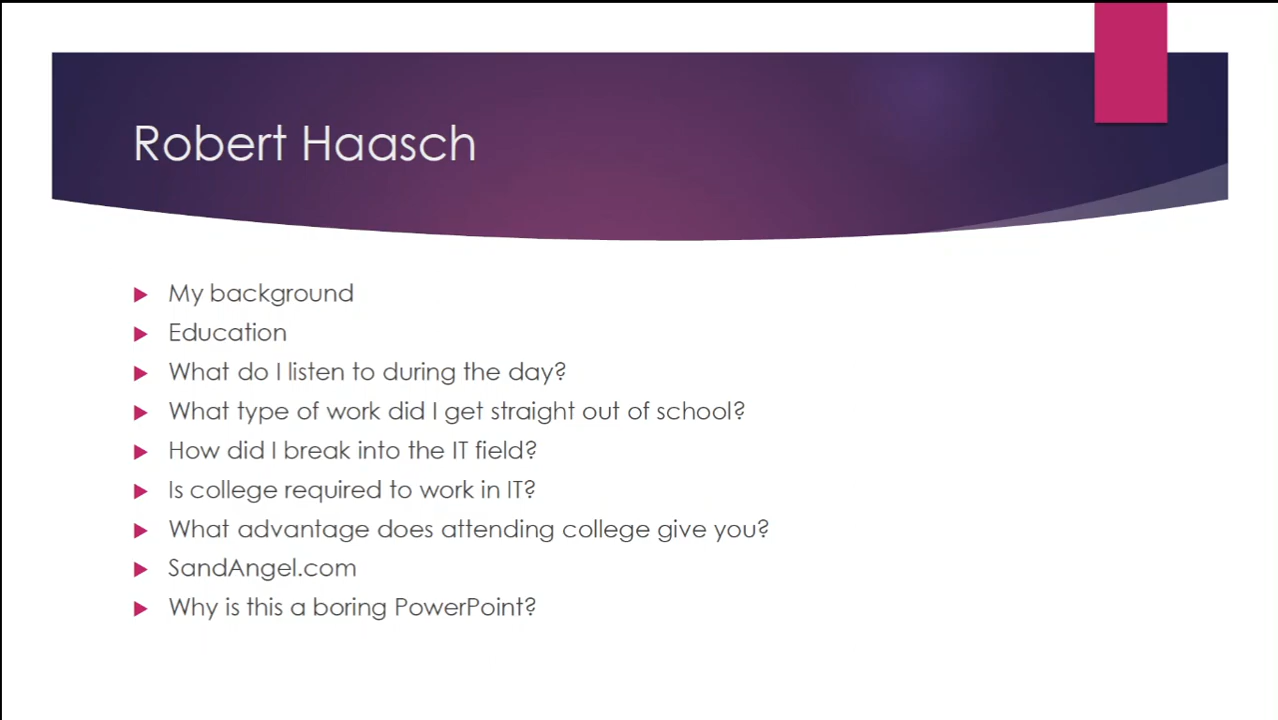 Robert Haasch
My background
Education
What do I listen to during the day?
What type of work did I get straight out of school?
How did I break into the IT field?
Is college required to work in IT?
What advantage does attending college give you?
SandAngel.com
Why is this a boring PowerPoint?